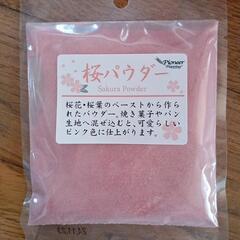 Pioneer
桜パウダー
Sakura Powder
桜花・桜葉のペーストから作ら
れたパウダー。焼き菓子やパン
生地へ混ぜ込むと、可愛らしい
ピンク色に仕上がります。